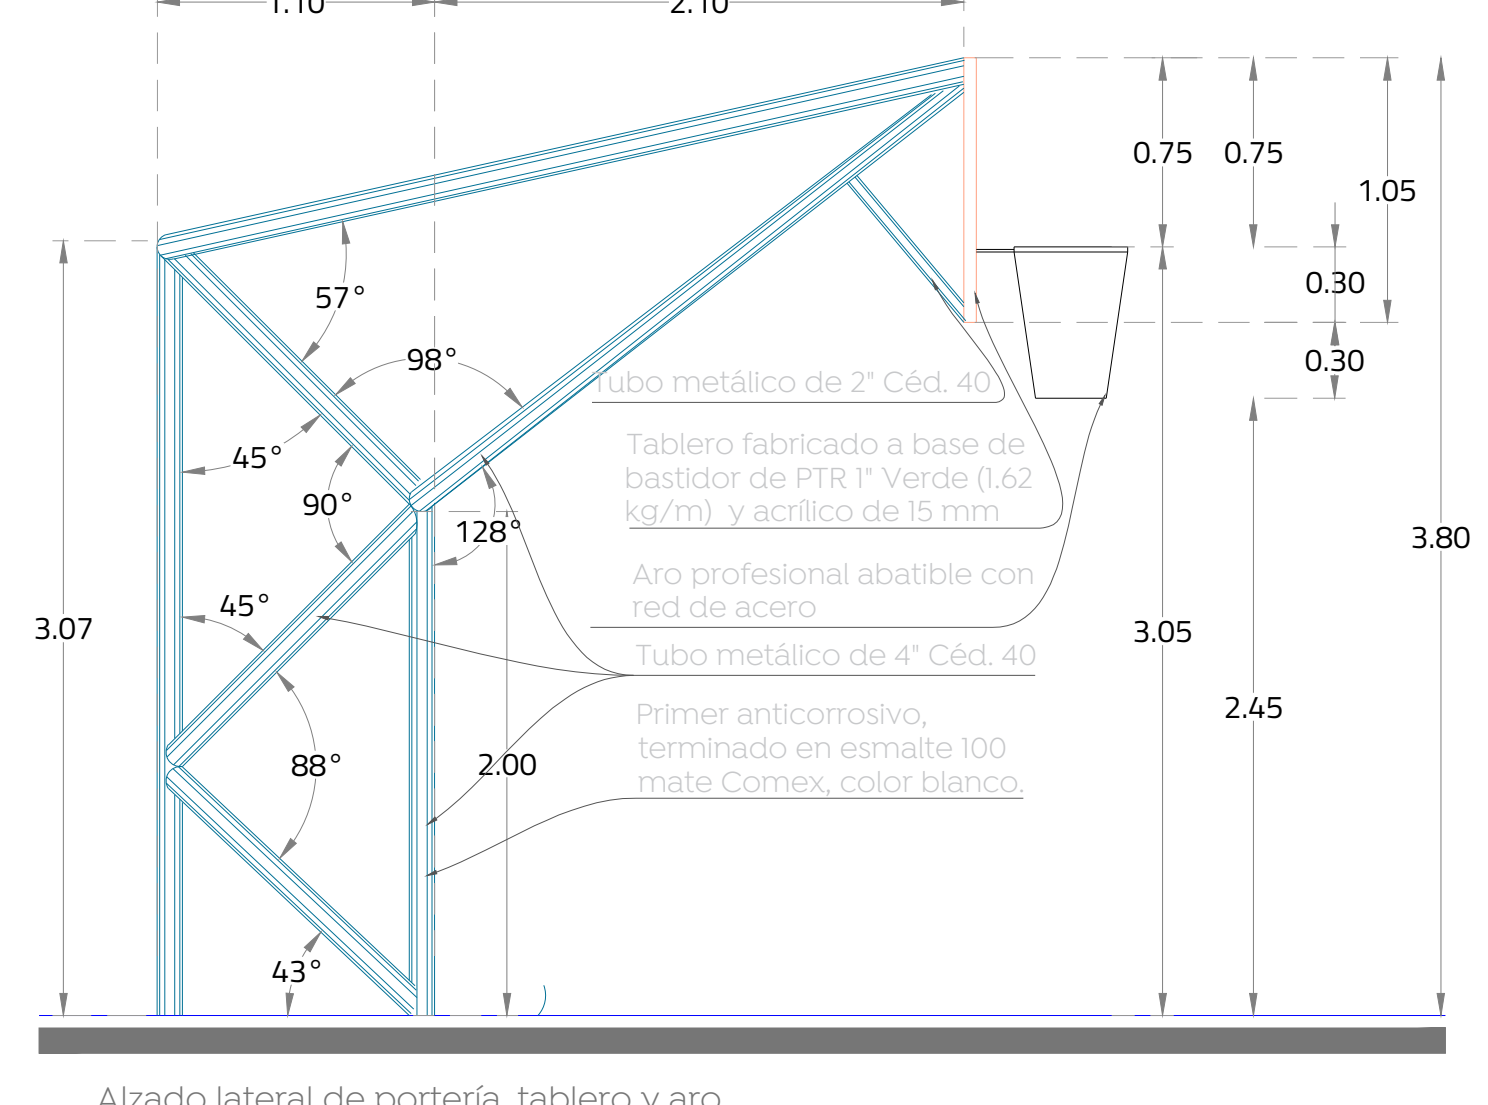 1.10
2.10
0.75
0.75
1.05
57°
0.30
98°
0.30
Tubo metálico de 2" Céd. 40
45°
Tablero fabricado a base de
bastidor de PTR 1" Verde (1.62
kg/m) y acrílico de 15 mm
90°
128°
3.80
Aro profesional abatible con
red de acero
45°
3.07
3.05
Tubo metálico de 4" Céd. 40
2.45
Primer anticorrosivo,
terminado en esmalte 100
mate Comex, color blanco.
88°
2.00
43°
Alzado lateral de portería, tablero y aro